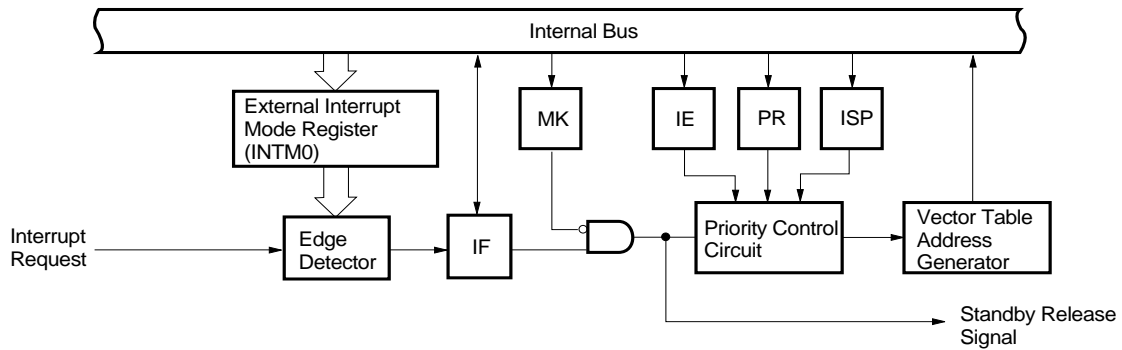 Internal Bus
External Interrupt
Mode Register
(INTM0)
MK
IE
PR
ISP
Interrupt
Request
Edge
Detector
IF
Priority Control
Circuit
Vector Table
Address
Generator
Standby Release
Signal